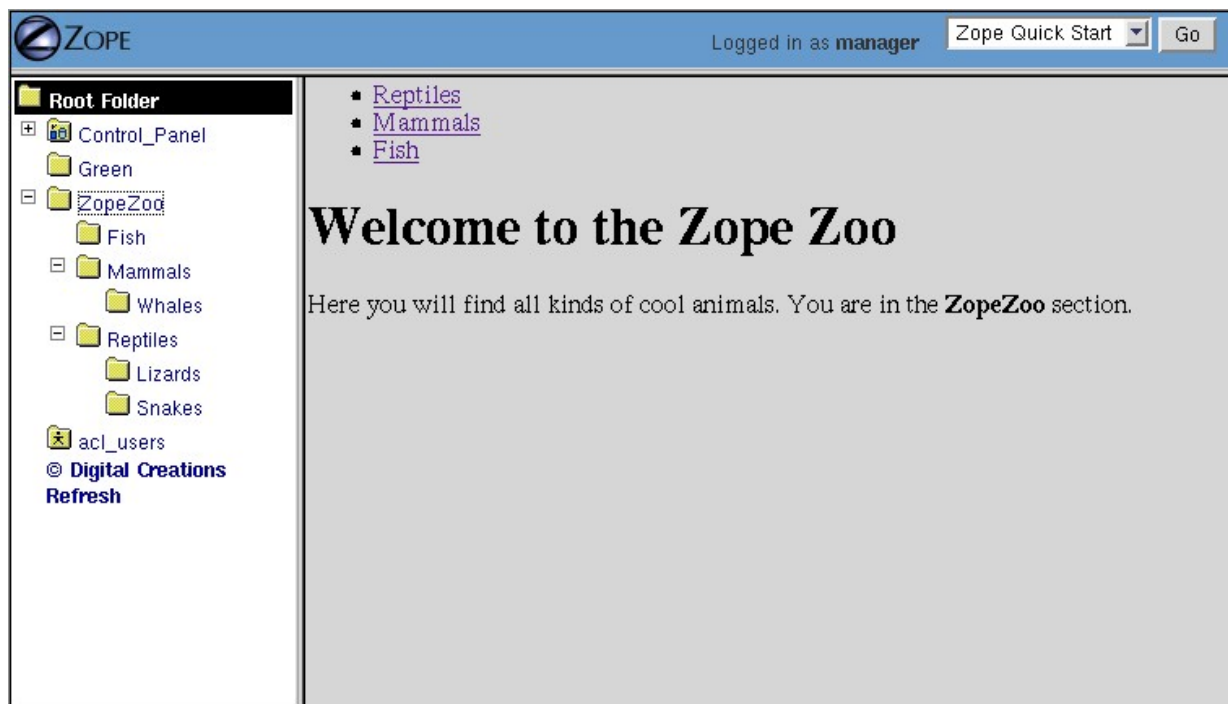 ZOPE
Logged in as manager
Zope Quick Start
Go
Root Folder
Control_Panel
Green
ZopeZoo
Fish
Mammals
Whales
Reptiles
Lizards
Snakes
acl_users
© Digital Creations
Refresh
Reptiles
Mammals
Fish
Welcome to the Zope Zoo
Here you will find all kinds of cool animals. You are in the ZopeZoo section.